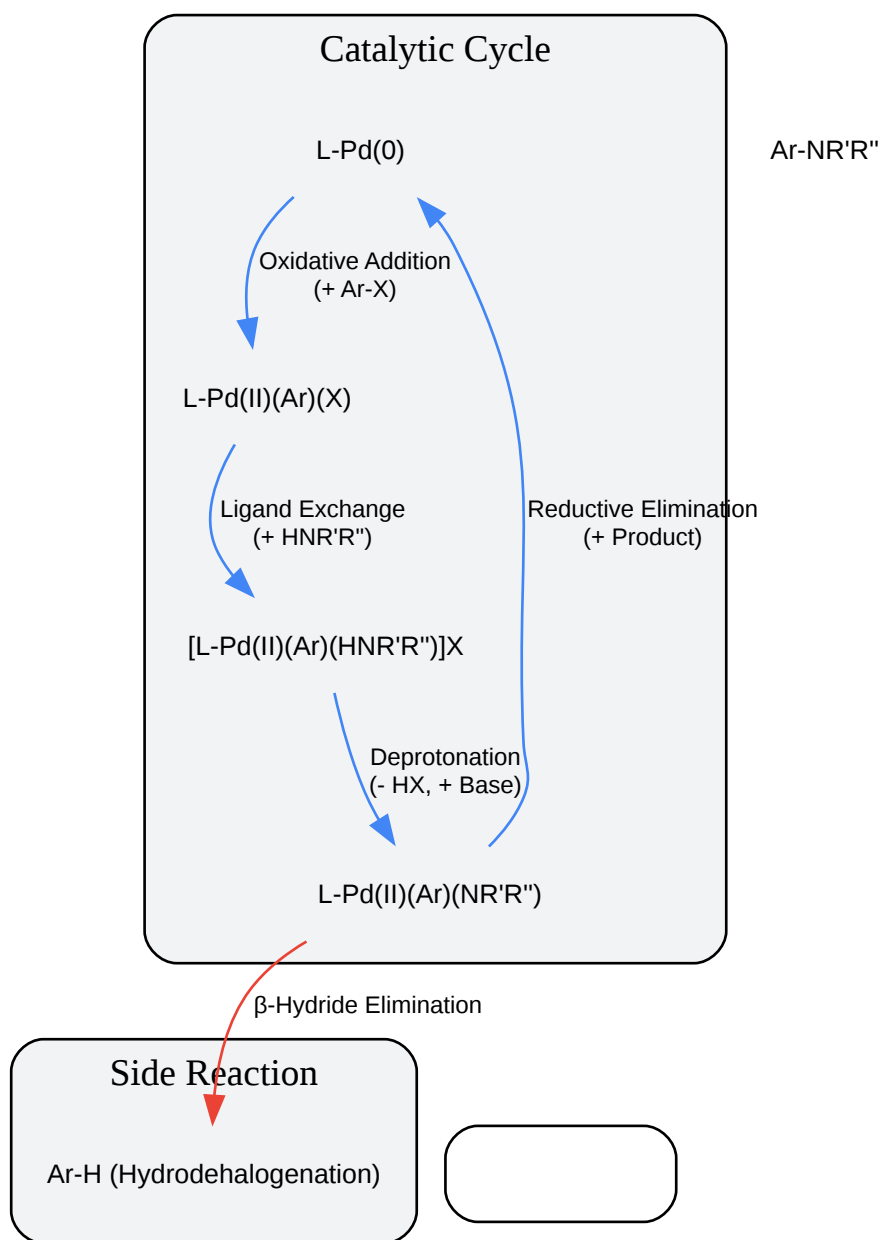 Catalytic Cycle
L-Pd(0)
Ar-NR'R"
Oxidative Addition
(+ Ar-X)
L-Pd(II)(Ar)(X)
Ligand Exchange
(+ HNR'R")
Reductive Elimination
(+ Product)
[L-Pd(II)(Ar)(HNR'R")]X
Deprotonation
(- HX, + Base)
L-Pd(II)(Ar)(NR'R")
β-Hydride Elimination
Side Reaction
Ar-H (Hydrodehalogenation)